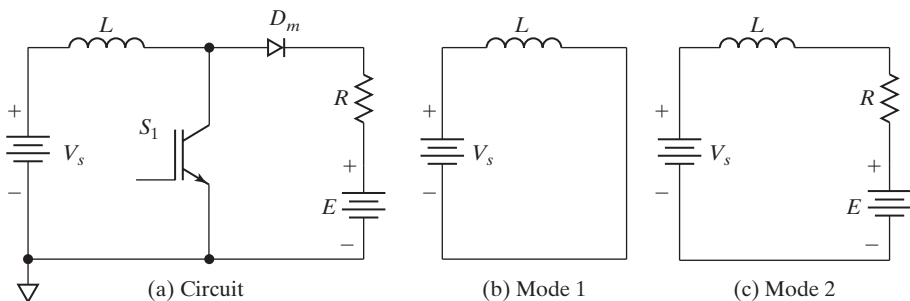 L
D_m
+
V_s
−
S_1
R
+
E
−
(a) Circuit
L
+
V_s
−
(b) Mode 1
L
+
V_s
−
R
+
E
−
(c) Mode 2